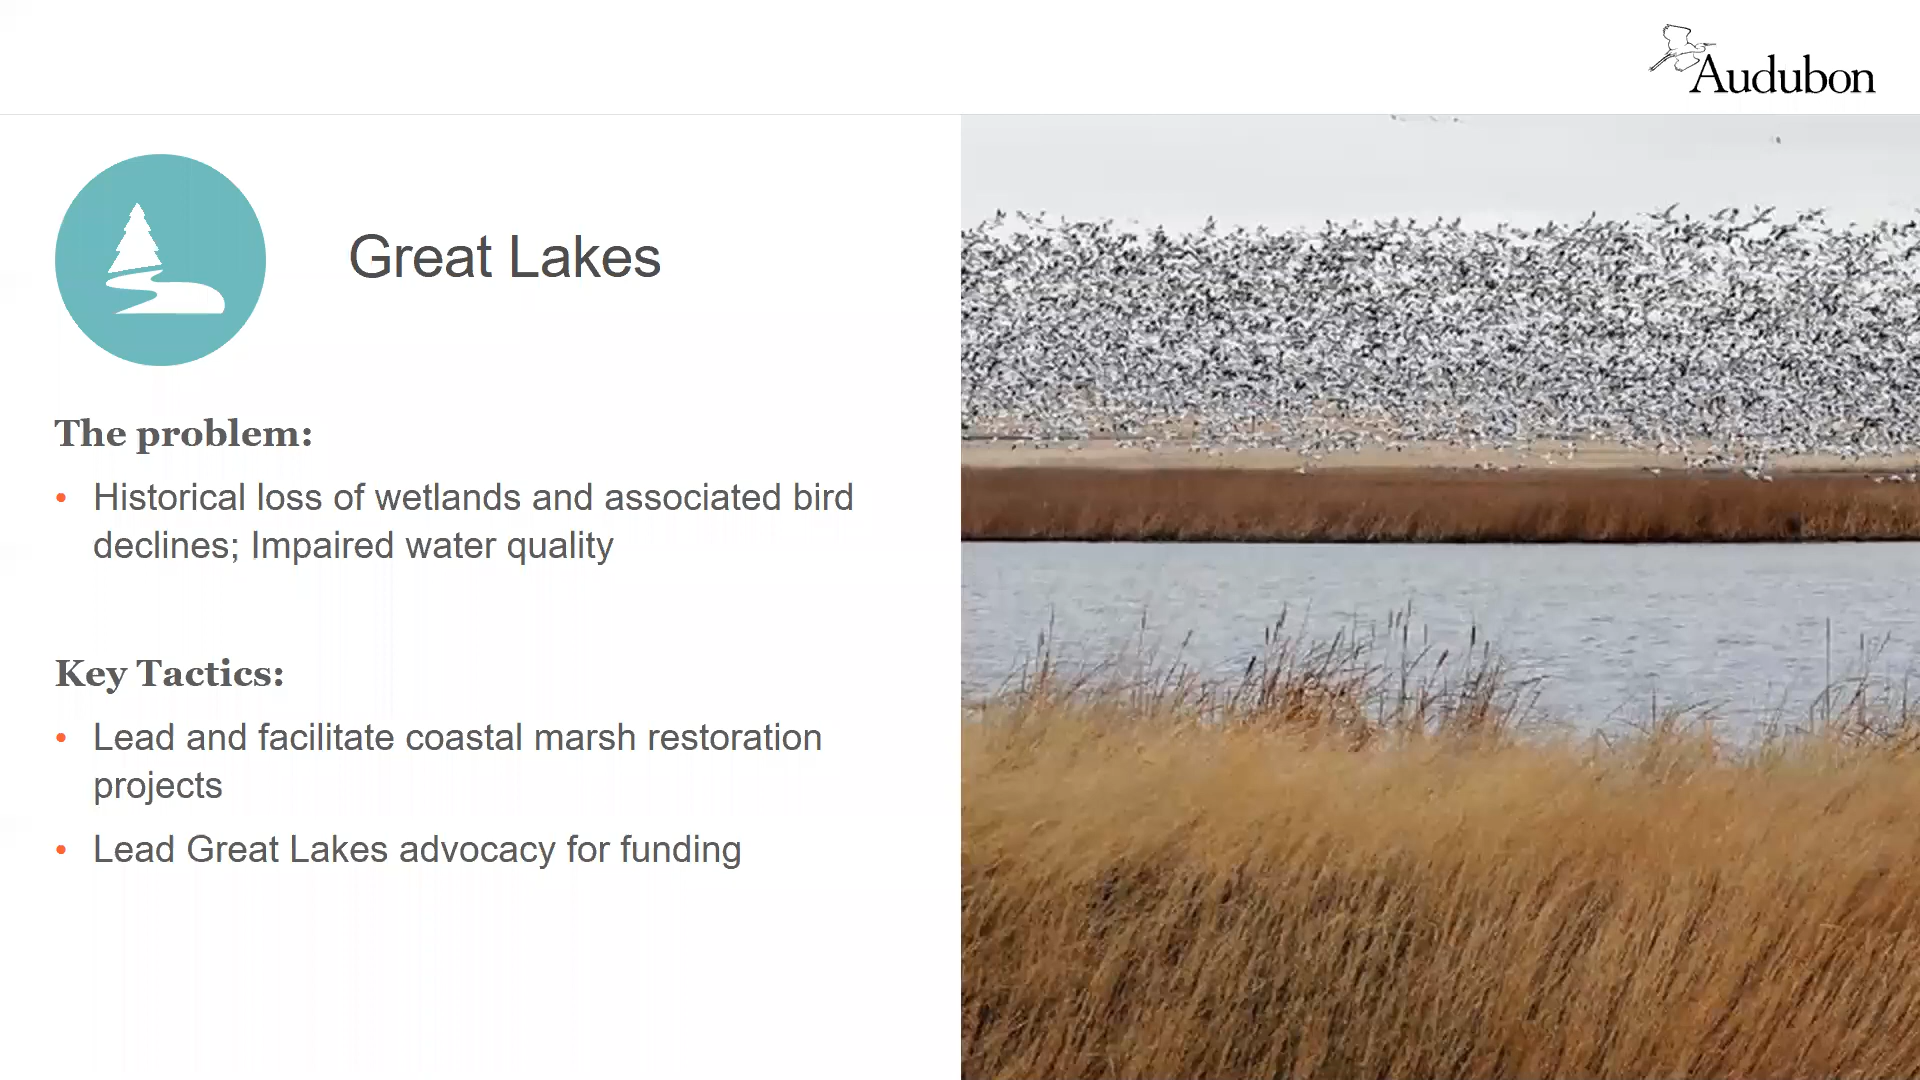 Audubon
Great Lakes
The problem:
• Historical loss of wetlands and associated bird
declines; Impaired water quality
Key Tactics:
• Lead and facilitate coastal marsh restoration
projects
• Lead Great Lakes advocacy for funding